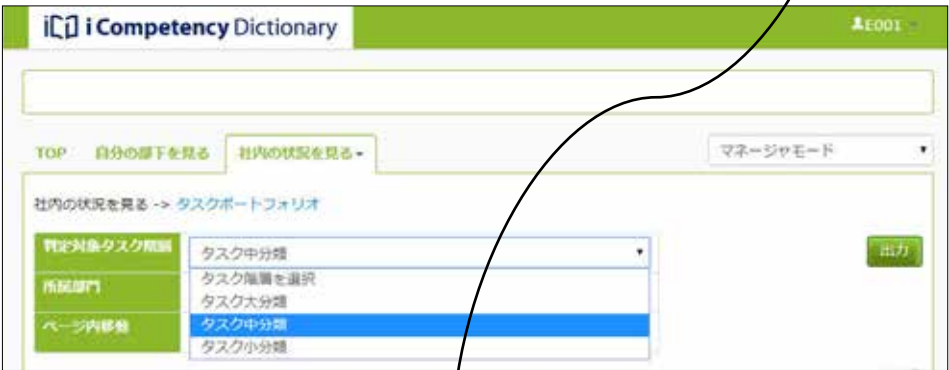 iCD i Competency Dictionary
E001
TOP 自分の部下を見る 社内の状況を見る
マネージャモード
社内の状況を見る -> タスクポートフォリオ
判定対象タスク階層 タスク中分類 出力
タスク階層を選択
所属部門
タスク大分類
タスク中分類
ページ内移動
タスク小分類